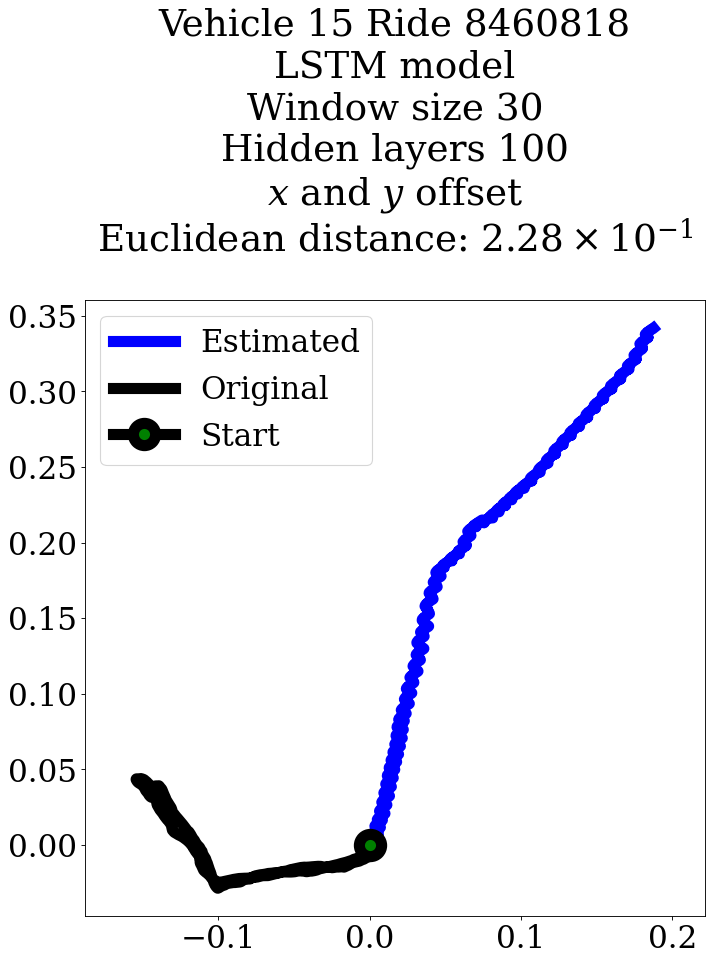 Vehicle 15 Ride 8460818
LSTM model
Window size 30
Hidden layers 100
x and y offset
Euclidean distance: 2.28 × 10⁻¹
Estimated
Original
Start
0.35
0.30
0.25
0.20
0.15
0.10
0.05
0.00
−0.1 0.0 0.1 0.2